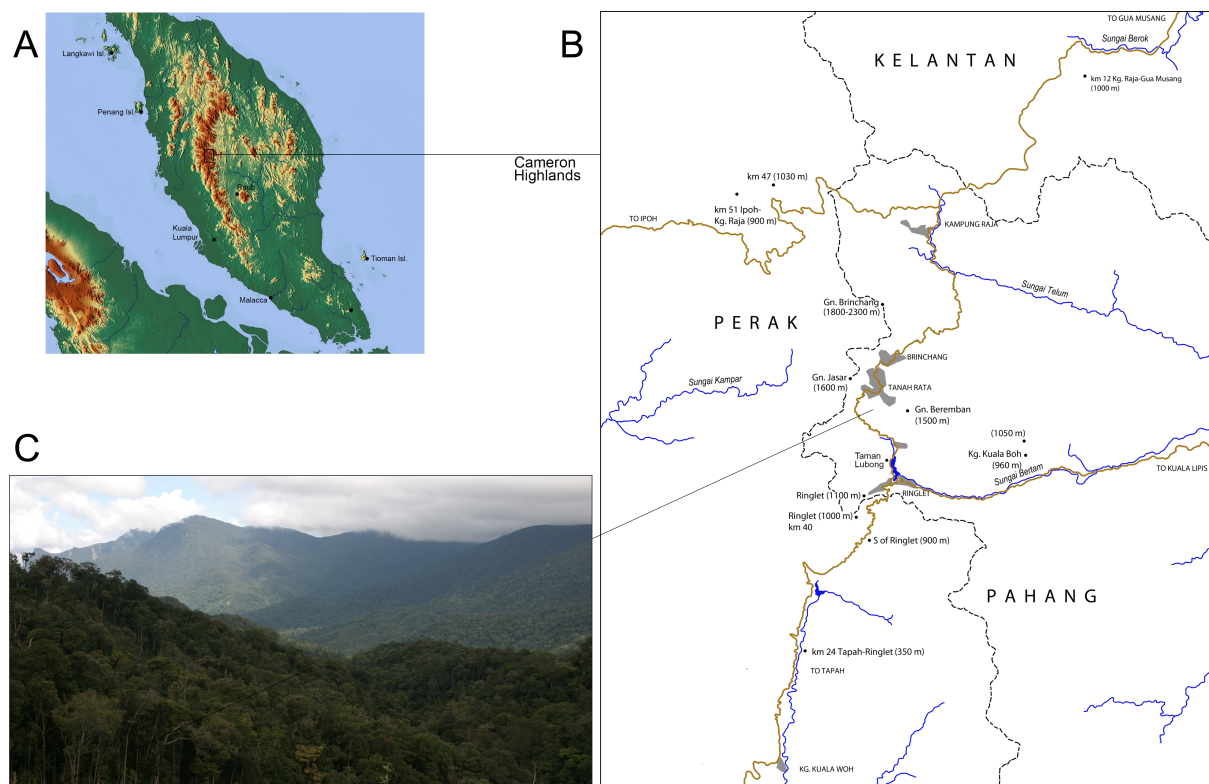 A
Langkawi Isl.
Penang Isl.
Kuala
Lumpur
Malacca
Tioman Isl.
Cameron
Highlands
B
TO GUA MUSANG
Sungai Berok
KELANTAN
km 12 Kg. Raja-Gua Musang
(1000 m)
km 47 (1030 m)
km 51 Ipoh-
Kg. Raja (900 m)
TO IPOH
KAMPUNG RAJA
Sungai Telum
Gn. Brinchang
(1800-2300 m)
PERAK
BRINCHANG
Sungai Kampar
Gn. Jasar
(1600 m)
TANAH RATA
Gn. Beremban
(1500 m)
(1050 m)
Kg. Kuala Boh
(960 m)
Taman
Lubong
Sungai Bertam
TO KUALA LIPIS
Ringlet (1100 m)
RINGLET
Ringlet (1000 m)
km 40
S of Ringlet (900 m)
PAHANG
km 24 Tapah-Ringlet (350 m)
TO TAPAH
KG. KUALA WOH
C